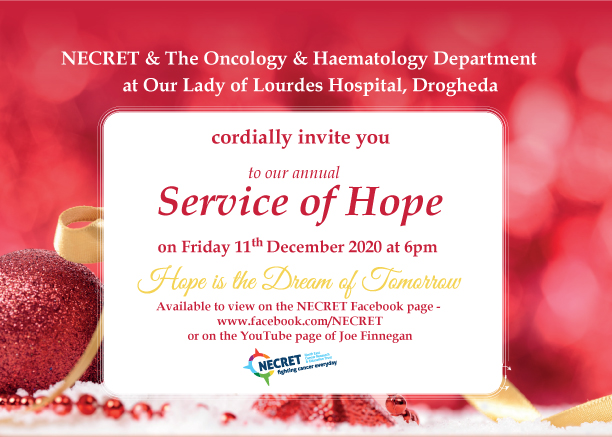 NECRET & The Oncology & Haematology Department
at Our Lady of Lourdes Hospital, Drogheda
cordially invite you
to our annual
Service of Hope
on Friday 11th December 2020 at 6pm
Hope is the Dream of Tomorrow
Available to view on the NECRET Facebook page -
www.facebook.com/NECRET
or on the YouTube page of Joe Finnegan
NECRET
fighting cancer everyday